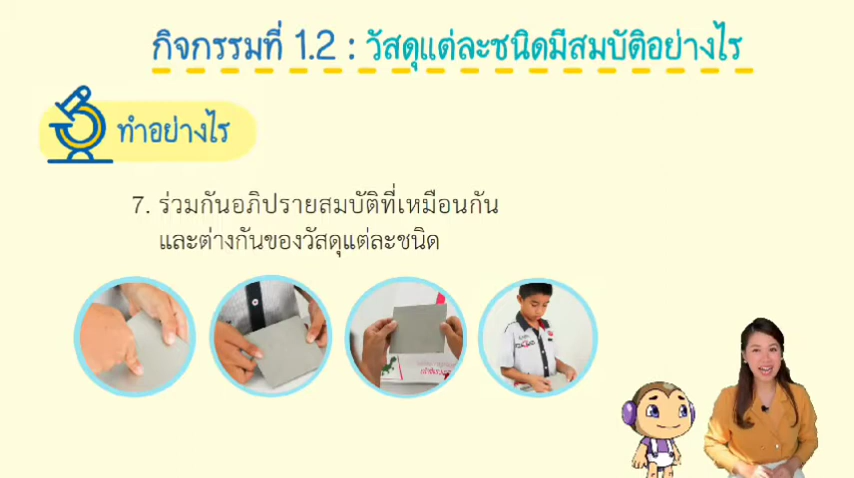 กิจกรรมที่ 1.2 : วัสดุแต่ละชนิดมีสมบัติอย่างไร
ทำอย่างไร
7. ร่วมกันอภิปรายสมบัติที่เหมือนกัน
และต่างกันของวัสดุแต่ละชนิด